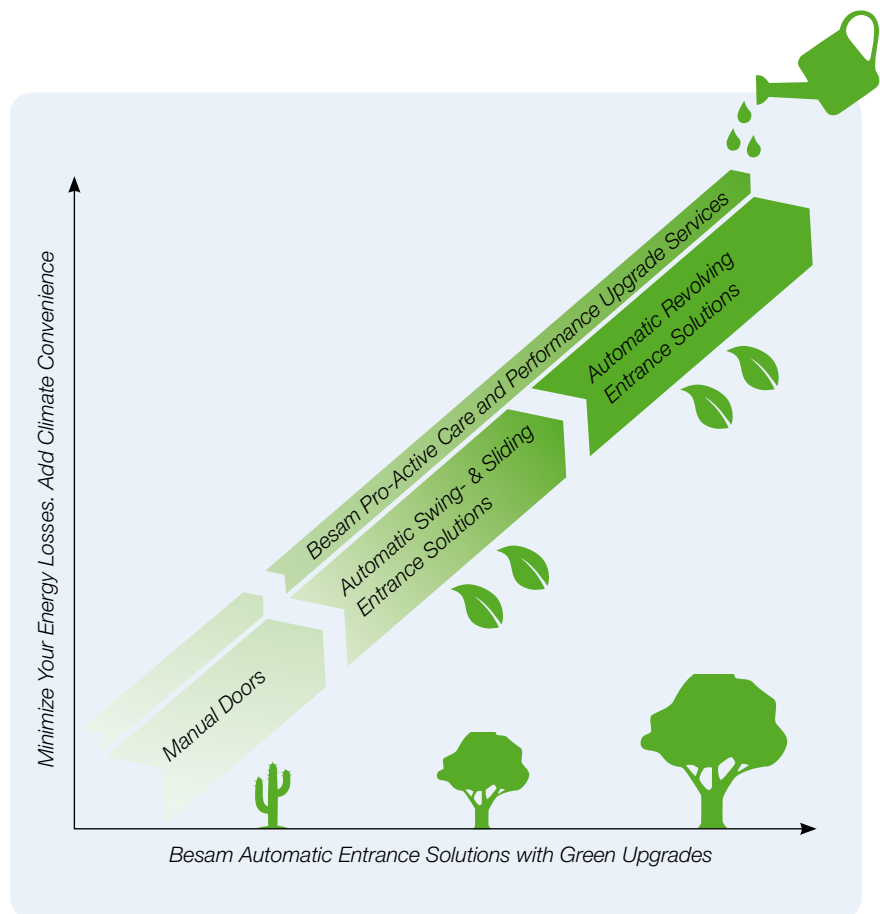 Minimize Your Energy Losses. Add Climate Convenience
Besam Pro-Active Care and Performance Upgrade Services
Automatic Revolving
Entrance Solutions
Automatic Swing- & Sliding
Entrance Solutions
Manual Doors
Besam Automatic Entrance Solutions with Green Upgrades